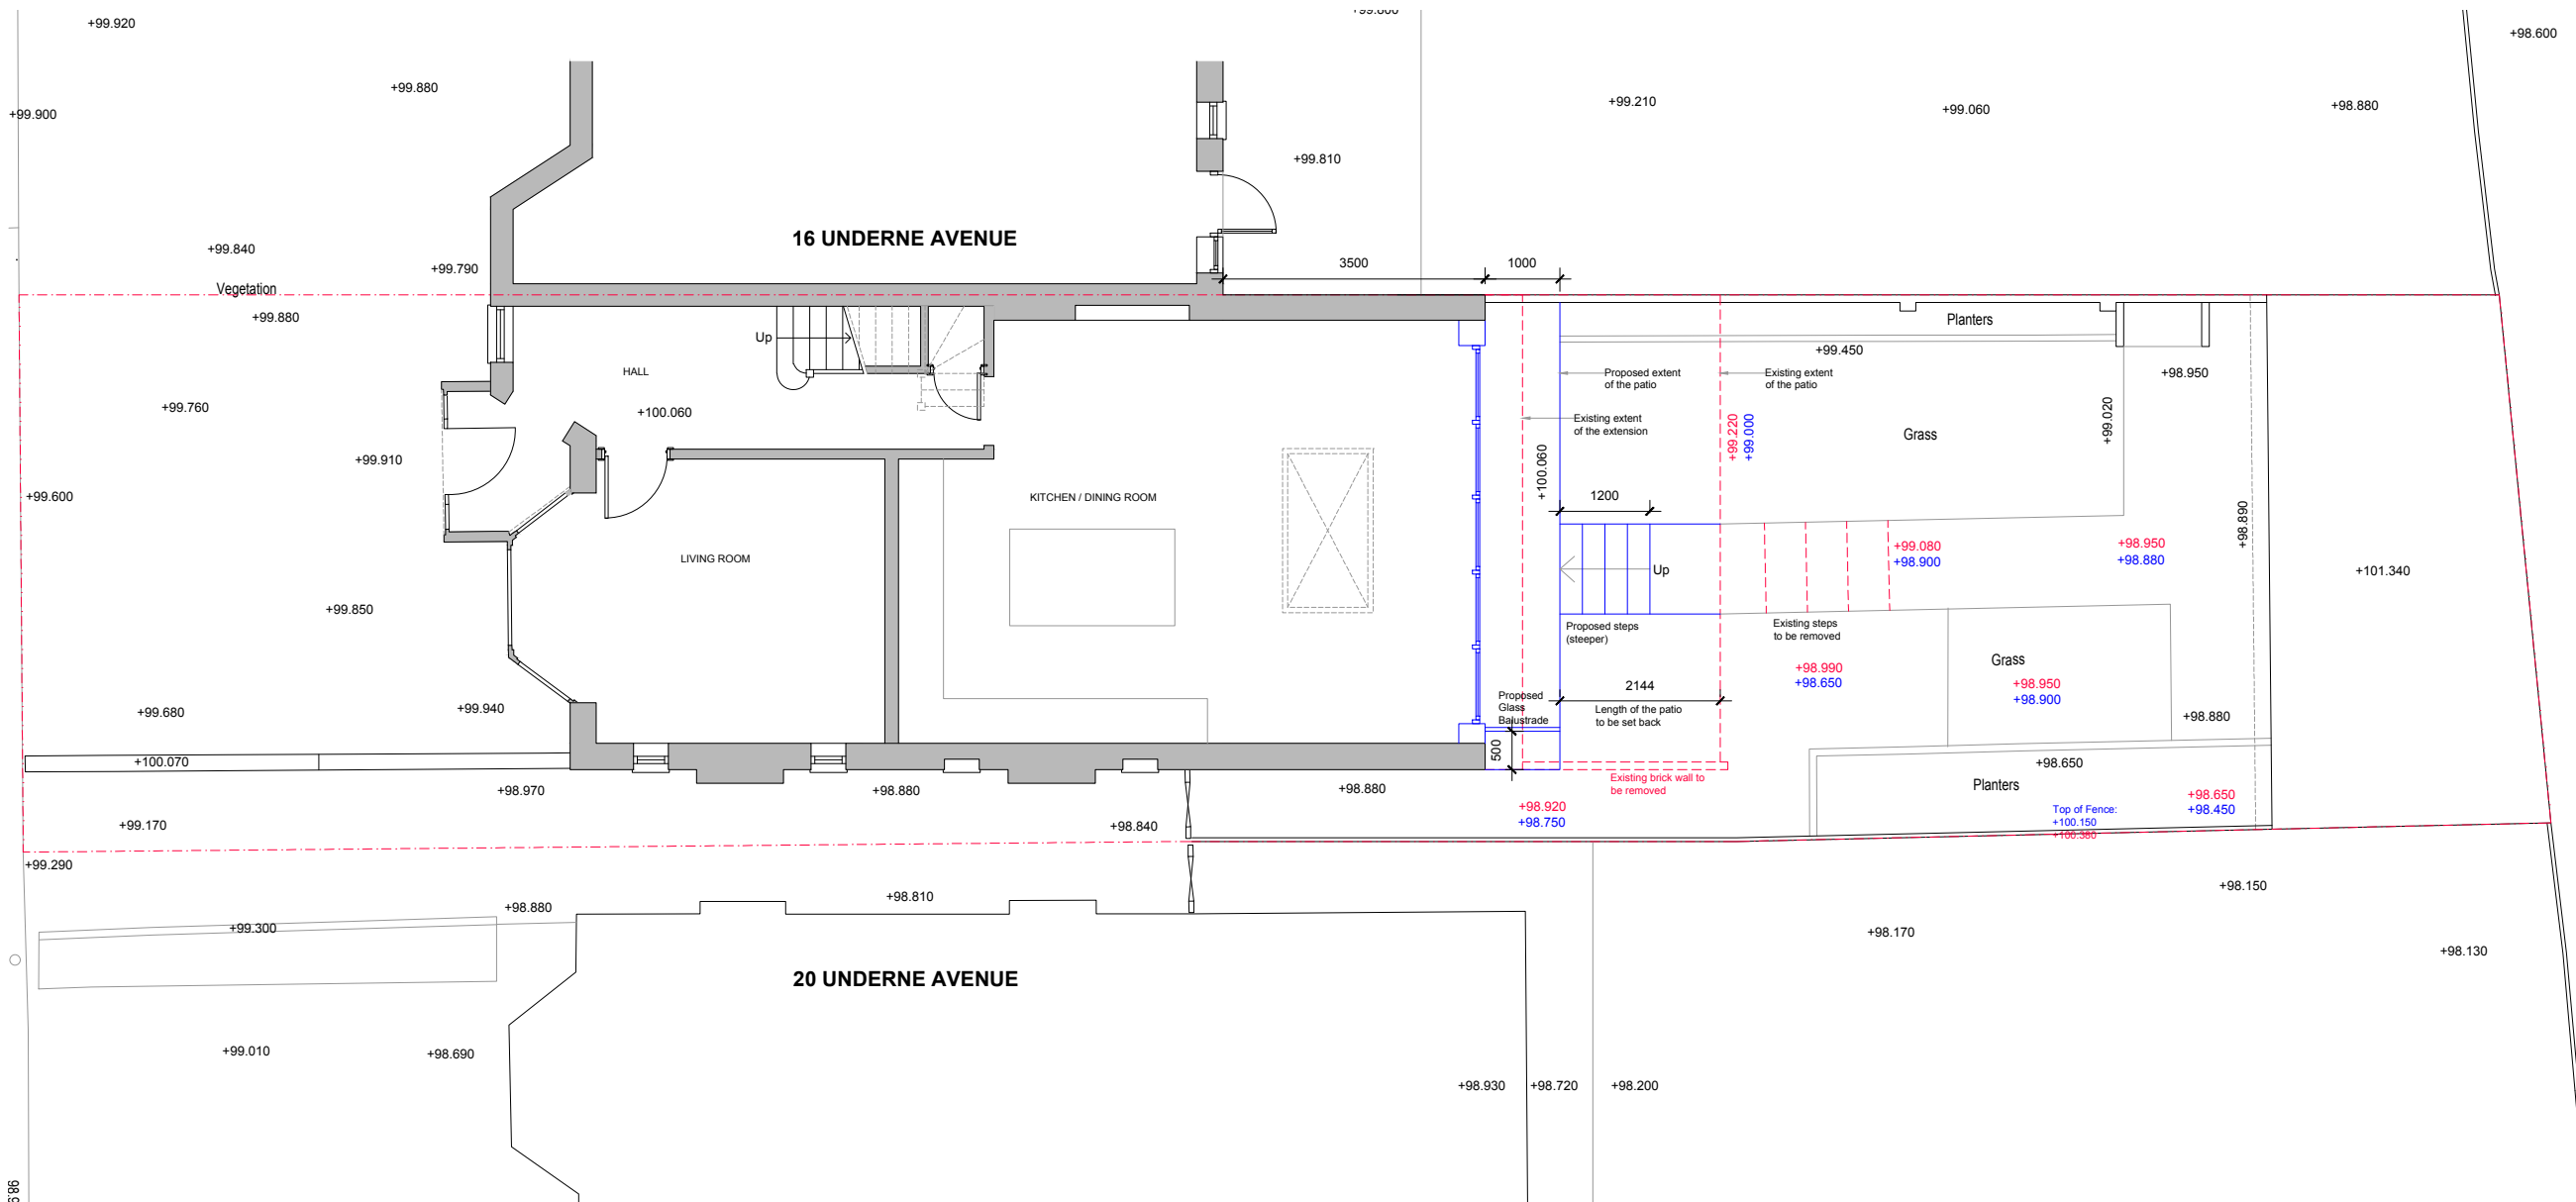 +99.920
+99.880
+99.900
+99.840
+99.790
Vegetation
+99.880
+99.760
+99.910
+99.600
+99.850
+99.680
+99.940
+100.070
+98.970
+99.170
+99.290
+99.300
+98.880
+99.010
+98.690
16 UNDERNE AVENUE
Up
HALL
+100.060
LIVING ROOM
KITCHEN / DINING ROOM
+98.880
+98.840
+98.810
20 UNDERNE AVENUE
+98.880
+98.930
+98.720
+98.200
+99.810
3500
1000
+99.210
+99.060
+98.880
+98.600
Planters
+99.450
Proposed extent
of the patio
Existing extent
of the patio
Existing extent
of the extension
+100.060
+99.220
+99.000
Grass
+99.020
+98.950
+98.890
1200
Up
Proposed steps
(steeper)
Existing steps
to be removed
+99.080
+98.900
+98.950
+98.880
+101.340
+98.990
+98.650
Grass
+98.950
+98.900
+98.880
2144
Length of the patio
to be set back
Proposed
Glass
Balustrade
500
Existing brick wall to
be removed
+98.920
+98.750
+98.650
Planters
Top of Fence:
+100.150
+100.380
+98.650
+98.450
+98.150
+98.170
+98.130